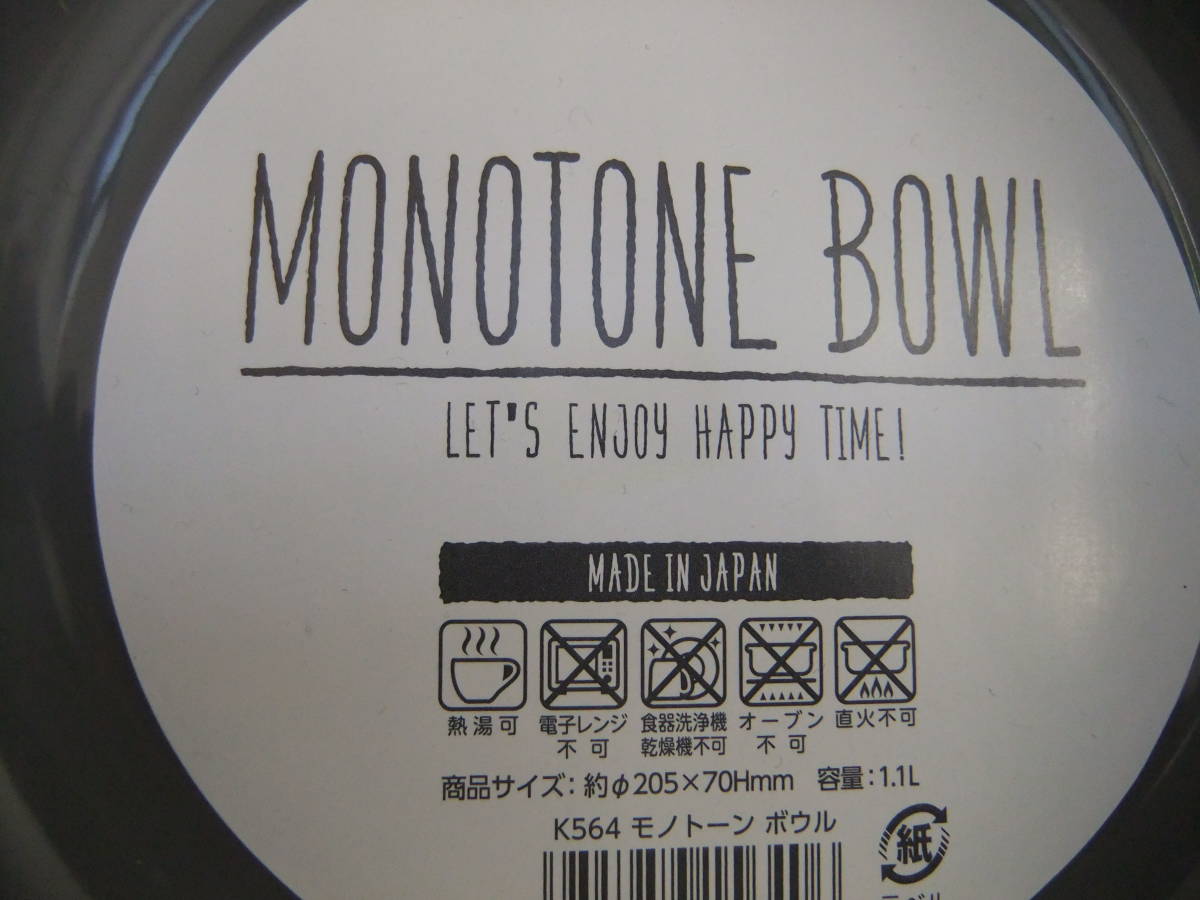 MONOTONE BOWL
LET'S ENJOY HAPPY TIME!
MADE IN JAPAN
熱湯可
電子レンジ
不可
食器洗浄機
乾燥機不可
オーブン
不可
直火不可
商品サイズ：約φ205×70Hmm 容量：1.1L
K564 モノトーン ボウル
紙